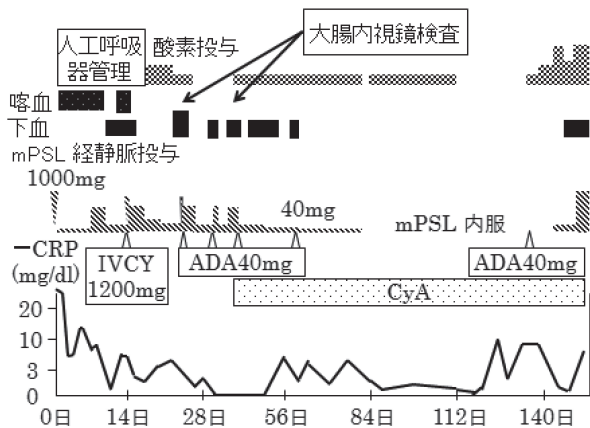 人工呼吸
器管理
酸素投与
大腸内視鏡検査
喀血
下血
mPSL 経静脈投与
1000mg
40mg
mPSL 内服
CRP
(mg/dl)
IVCY
1200mg
ADA40mg
ADA40mg
CyA
20
10
3
0
0日 14日 28日 56日 84日 112日 140日